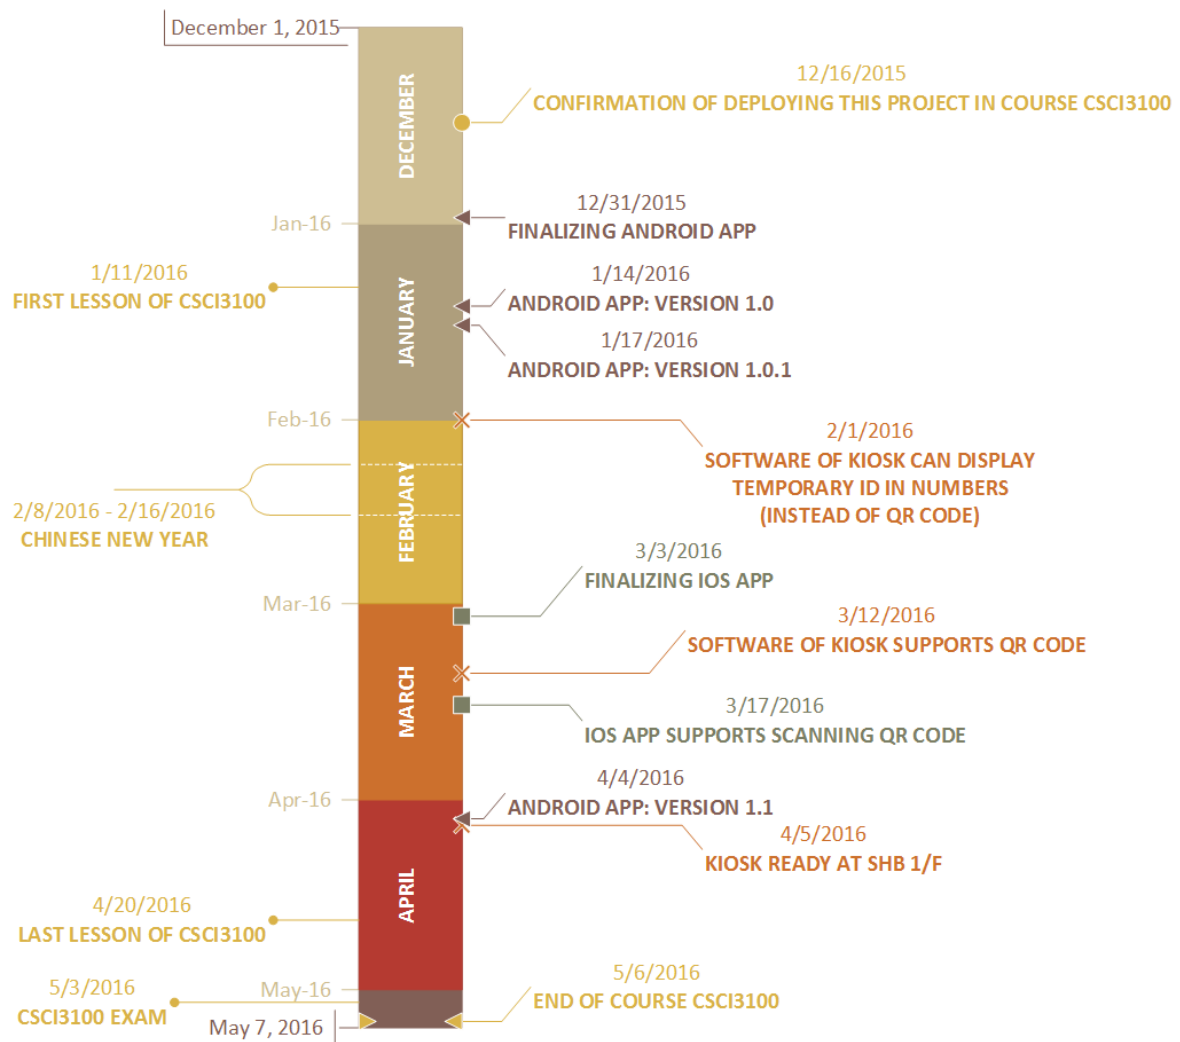 December 1, 2015
12/16/2015
CONFIRMATION OF DEPLOYING THIS PROJECT IN COURSE CSCI3100
DECEMBER
12/31/2015
FINALIZING ANDROID APP
Jan-16
1/11/2016
FIRST LESSON OF CSCI3100
1/14/2016
ANDROID APP: VERSION 1.0
JANUARY
1/17/2016
ANDROID APP: VERSION 1.0.1
Feb-16
2/1/2016
SOFTWARE OF KIOSK CAN DISPLAY
TEMPORARY ID IN NUMBERS
(INSTEAD OF QR CODE)
2/8/2016 - 2/16/2016
CHINESE NEW YEAR
FEBRUARY
3/3/2016
FINALIZING IOS APP
Mar-16
3/12/2016
SOFTWARE OF KIOSK SUPPORTS QR CODE
MARCH
3/17/2016
IOS APP SUPPORTS SCANNING QR CODE
Apr-16
4/4/2016
ANDROID APP: VERSION 1.1
4/5/2016
KIOSK READY AT SHB 1/F
APRIL
4/20/2016
LAST LESSON OF CSCI3100
May-16
5/3/2016
CSCI3100 EXAM
5/6/2016
END OF COURSE CSCI3100
May 7, 2016